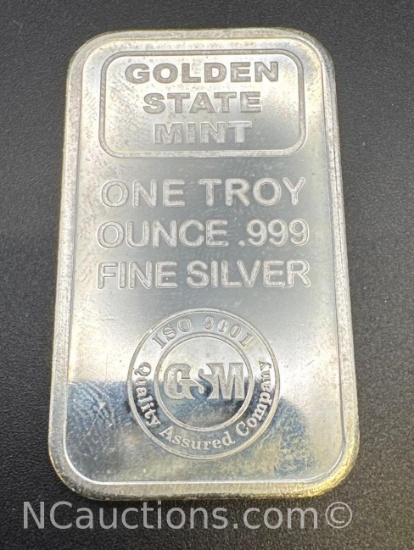 GOLDEN
STATE
MINT
ONE TROY
OUNCE .999
FINE SILVER
ISO 9001
GSM
Quality Assured Company
NCauctions.com©